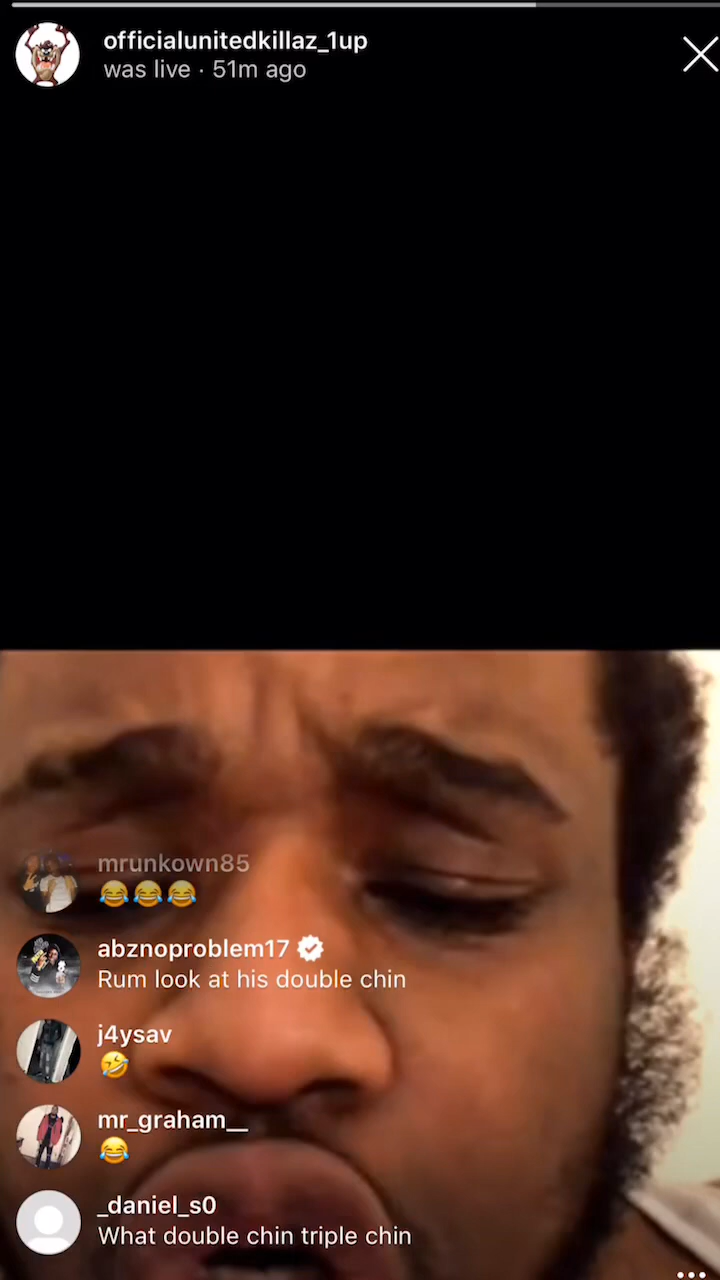 officialunitedkillaz_1up
was live · 51m ago
mrunkown85
😂😂😂
abznoproblem17
Rum look at his double chin
j4ysav
🤣
mr_graham__
😂
_daniel_s0
What double chin triple chin